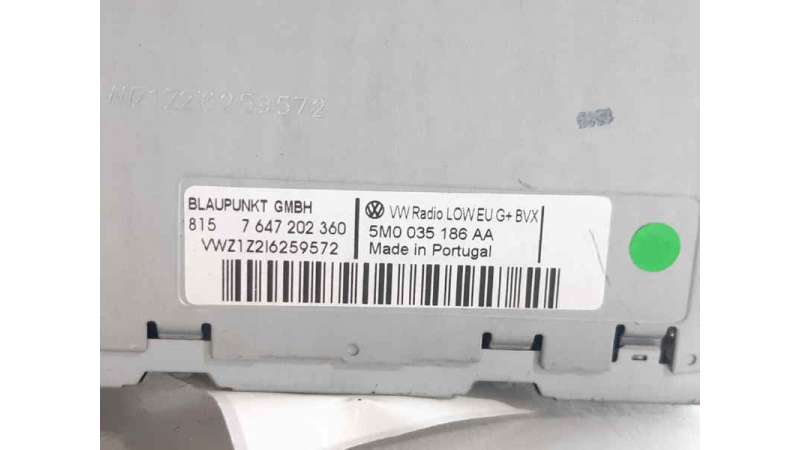 BLAUPUNKT GMBH
815 7 647 202 360
VWZ1Z2I6259572
VW Radio LOW EU G+ BVX
5M0 035 186 AA
Made in Portugal